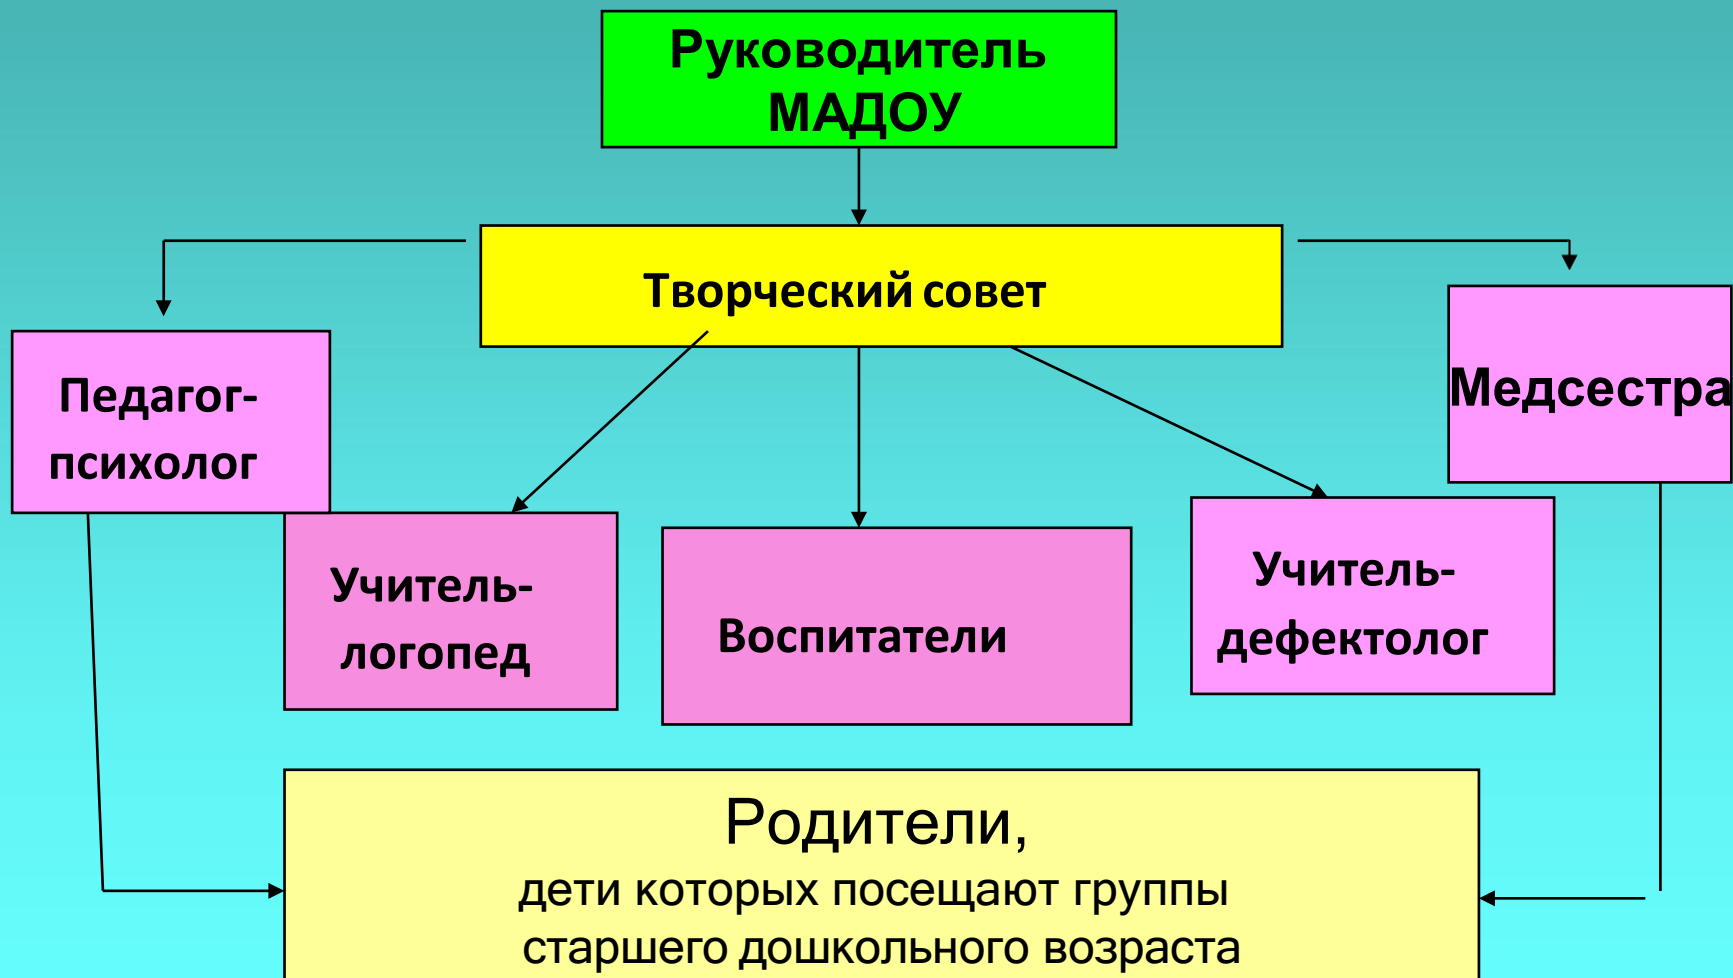 Руководитель
МАДОУ
Творческий совет
Педагог-
психолог
Медсестра
Учитель-
логопед
Воспитатели
Учитель-
дефектолог
Родители,
дети которых посещают группы
старшего дошкольного возраста